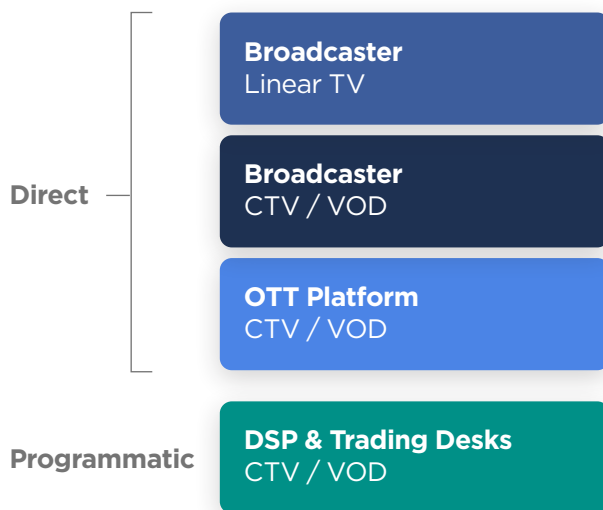 Broadcaster
Linear TV
Direct
Broadcaster
CTV / VOD
OTT Platform
CTV / VOD
Programmatic
DSP & Trading Desks
CTV / VOD